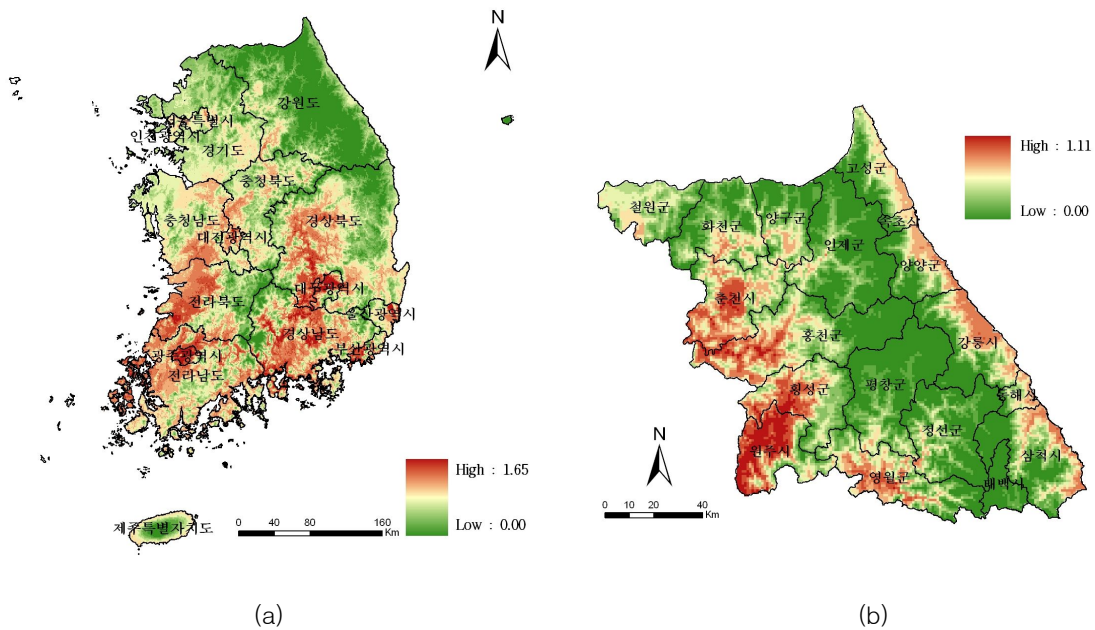 N
강원도
서울특별시
인천광역시
경기도
충청북도
충청남도
경상북도
대전광역시
대구광역시
전라북도
울산광역시
경상남도
부산광역시
광주광역시
전라남도
제주특별자치도
High : 1.65
Low : 0.00
0 40 80 160
Km
(a)
고성군
철원군
화천군
양구군
속초시
인제군
양양군
춘천시
홍천군
강릉시
횡성군
평창군
동해시
정선군
원주시
삼척시
영월군
태백시
High : 1.11
Low : 0.00
N
0 10 20 40
Km
(b)